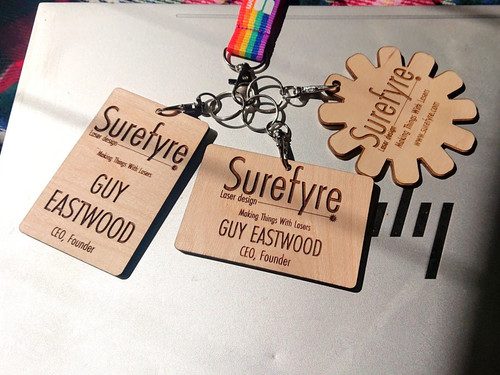 Surefyre
Laser design
Making Things With Lasers
GUY
EASTWOOD
CEO, Founder
Surefyre
Laser design
Making Things With Lasers
GUY EASTWOOD
CEO, Founder
Surefyre
Laser design
Making Things With Lasers
www.surefyre.com